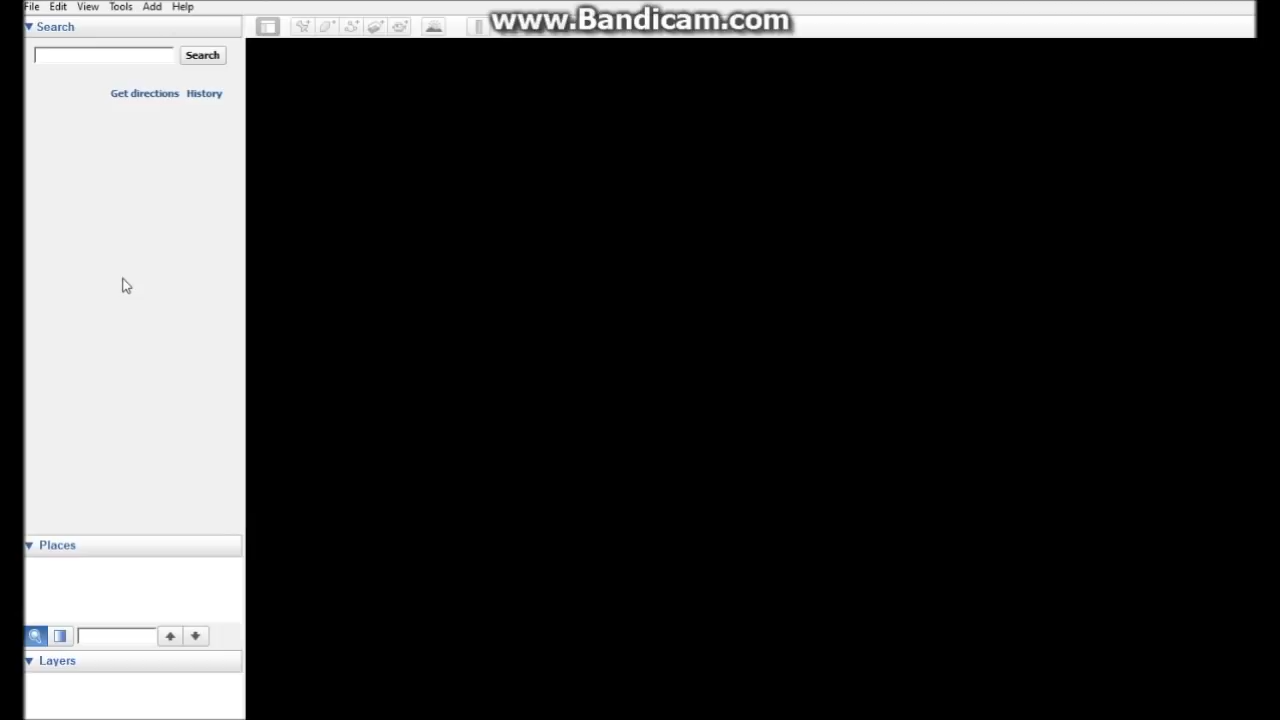 File Edit View Tools Add Help
www.Bandicam.com
Search
Search
Get directions History
Places
Layers